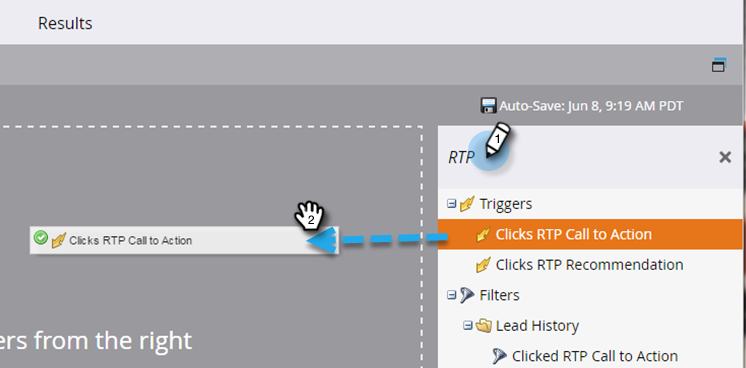 Results
Auto-Save: Jun 8, 9:19 AM PDT
RTP
1
Triggers
2
Clicks RTP Call to Action
Clicks RTP Call to Action
Clicks RTP Recommendation
Filters
Lead History
ers from the right
Clicked RTP Call to Action